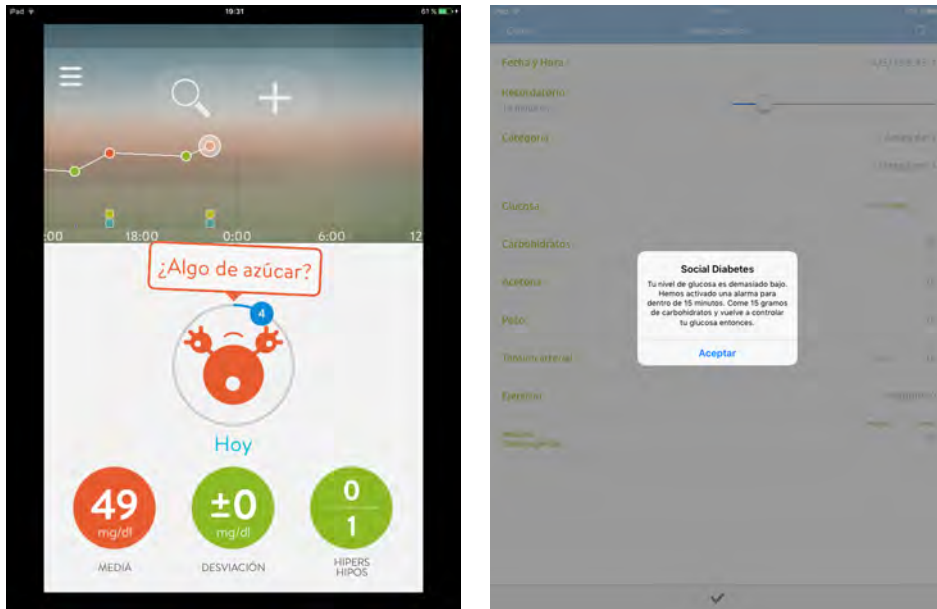 iPad
19:31
61 %
:00
18:00
0:00
6:00
12
¿Algo de azúcar?
4
Hoy
49
mg/dl
MEDIA
±0
mg/dl
DESVIACIÓN
0
1
HIPERS
HIPOS
Fecha y Hora
Recordatorio
Categoría
Glucosa
Carbohidratos
Acetona
Peso
Tensión arterial
Ejercicio
Social Diabetes
Tu nivel de glucosa es demasiado bajo.
Hemos activado una alarma para
dentro de 15 minutos. Come 15 gramos
de carbohidratos y vuelve a controlar
tu glucosa entonces.
Aceptar